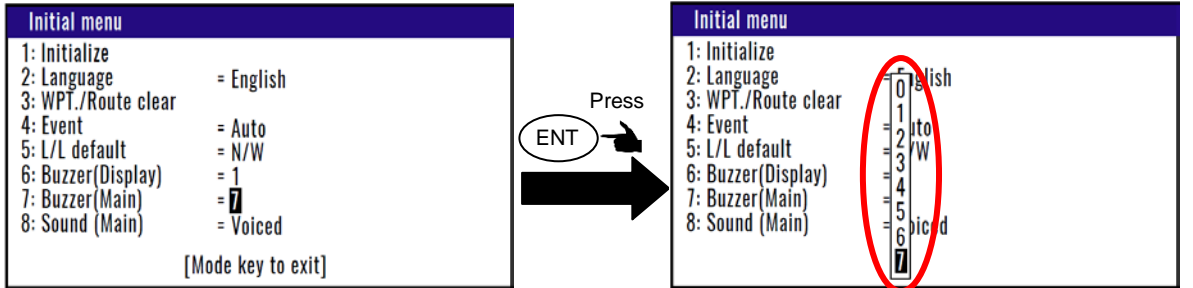 Initial menu
1: Initialize
2: Language = English
3: WPT./Route clear
4: Event = Auto
5: L/L default = N/W
6: Buzzer(Display) = 1
7: Buzzer(Main) = 7
8: Sound (Main) = Voiced
[Mode key to exit]
Press
ENT
Initial menu
1: Initialize
2: Language = English
3: WPT./Route clear
4: Event = uto
5: L/L default = /W
6: Buzzer(Display) =
7: Buzzer(Main) =
8: Sound (Main) = oiced
0
1
2
3
4
5
6
7